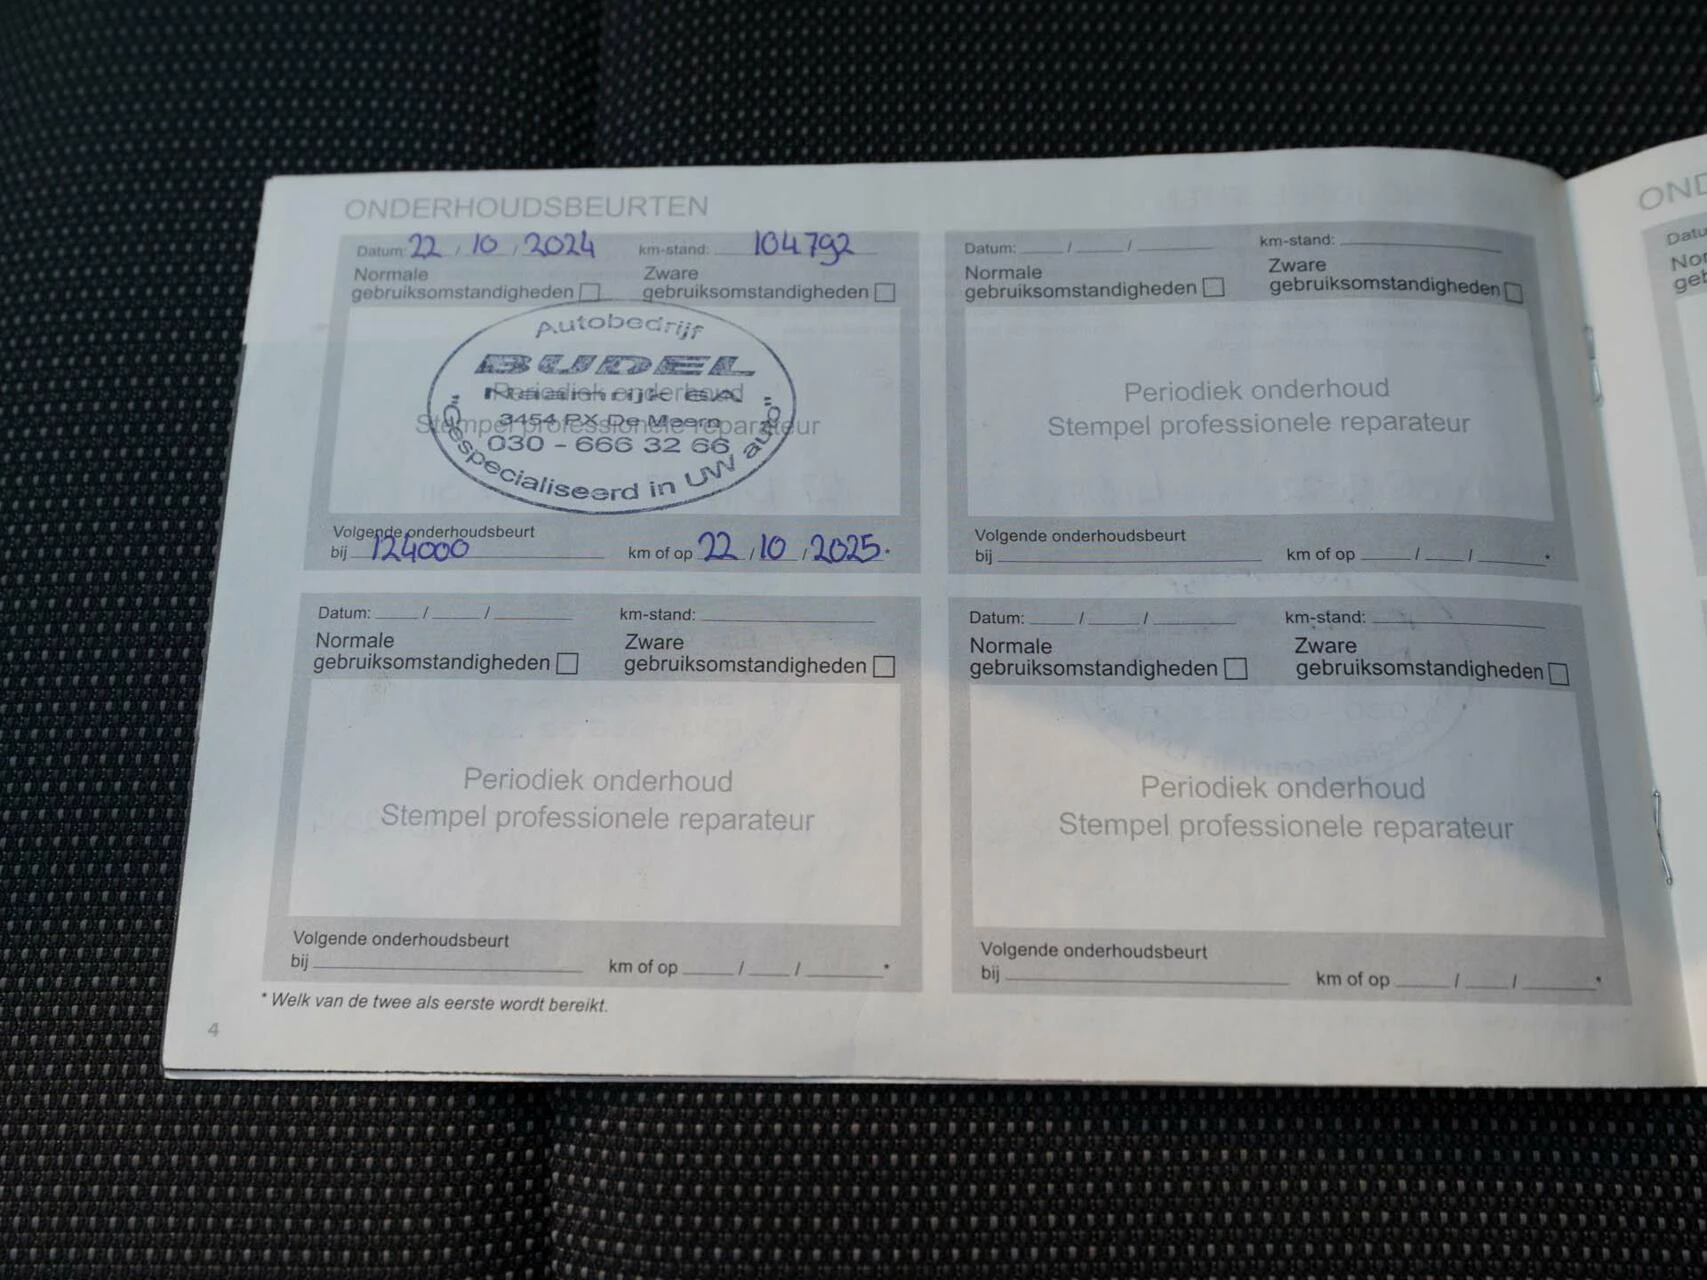 ONDERHOUDSBEURTEN
Datum: 22 / 10 / 2024 km-stand: 104792
Normale
gebruiksomstandigheden
Zware
gebruiksomstandigheden
Autobedrijf
BUDEL
Periodiek onderhoud
3454 PX De Meern
Stempel professionele reparateur
030 - 666 32 66
"Gespecialiseerd in UW auto"
Volgende onderhoudsbeurt
bij 124000 km of op 22 / 10 / 2025 *
Datum: / / km-stand:
Normale
gebruiksomstandigheden
Zware
gebruiksomstandigheden
Periodiek onderhoud
Stempel professionele reparateur
Volgende onderhoudsbeurt
bij km of op / / *
Datum: / / km-stand:
Normale
gebruiksomstandigheden
Zware
gebruiksomstandigheden
Periodiek onderhoud
Stempel professionele reparateur
Volgende onderhoudsbeurt
bij km of op / / *
Datum: / / km-stand:
Normale
gebruiksomstandigheden
Zware
gebruiksomstandigheden
Periodiek onderhoud
Stempel professionele reparateur
Volgende onderhoudsbeurt
bij km of op / / *
* Welk van de twee als eerste wordt bereikt.
4